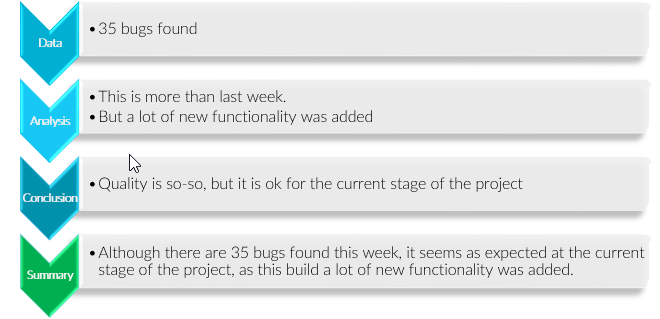 Data
• 35 bugs found
Analysis
• This is more than last week.
• But a lot of new functionality was added
Conclusion
• Quality is so-so, but it is ok for the current stage of the project
Summary
• Although there are 35 bugs found this week, it seems as expected at the current
stage of the project, as this build a lot of new functionality was added.